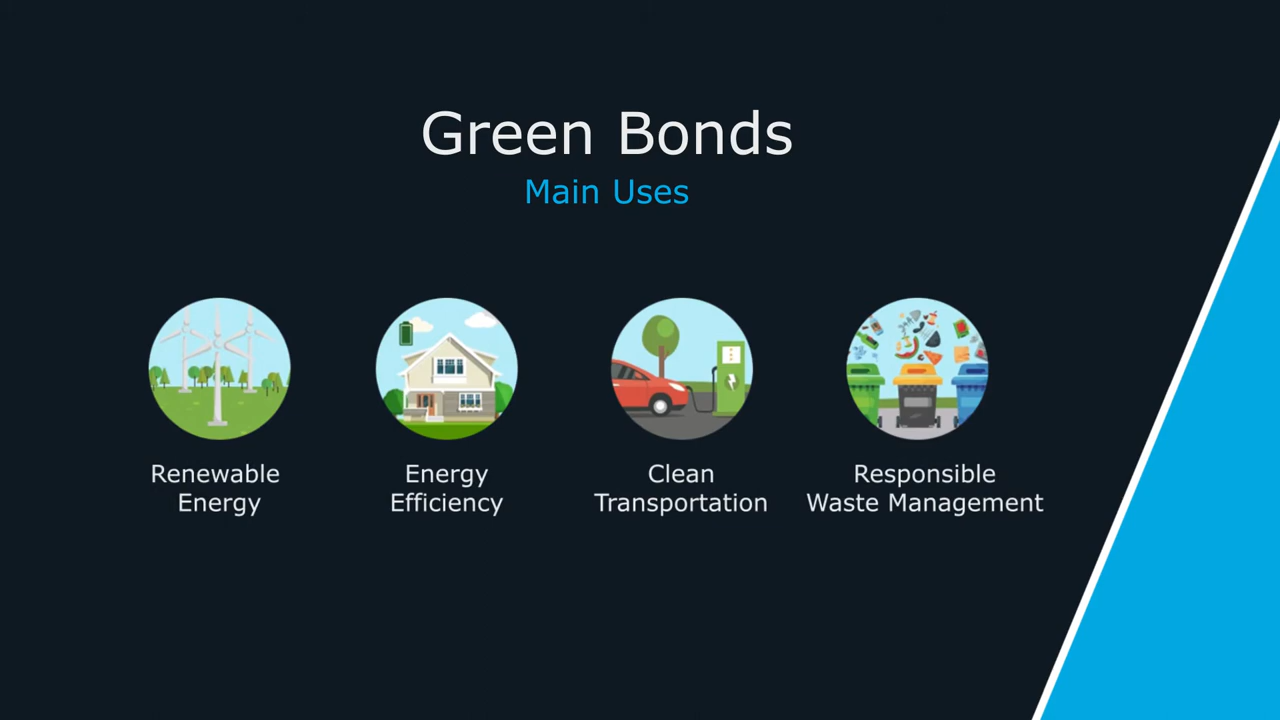 Green Bonds
Main Uses
Renewable
Energy
Energy
Efficiency
Clean
Transportation
Responsible
Waste Management